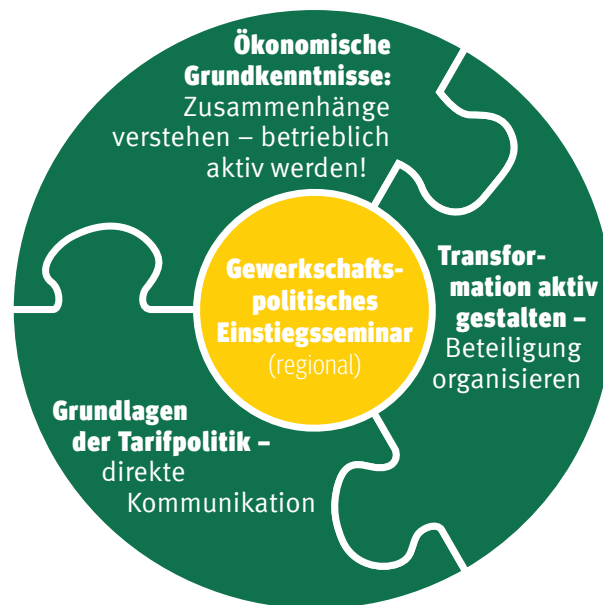 Ökonomische
Grundkenntnisse:
Zusammenhänge
verstehen – betrieblich
aktiv werden!
Gewerkschafts-
politisches
Einstiegsseminar
(regional)
Transfor-
mation aktiv
gestalten –
Beteiligung
organisieren
Grundlagen
der Tarifpolitik –
direkte
Kommunikation